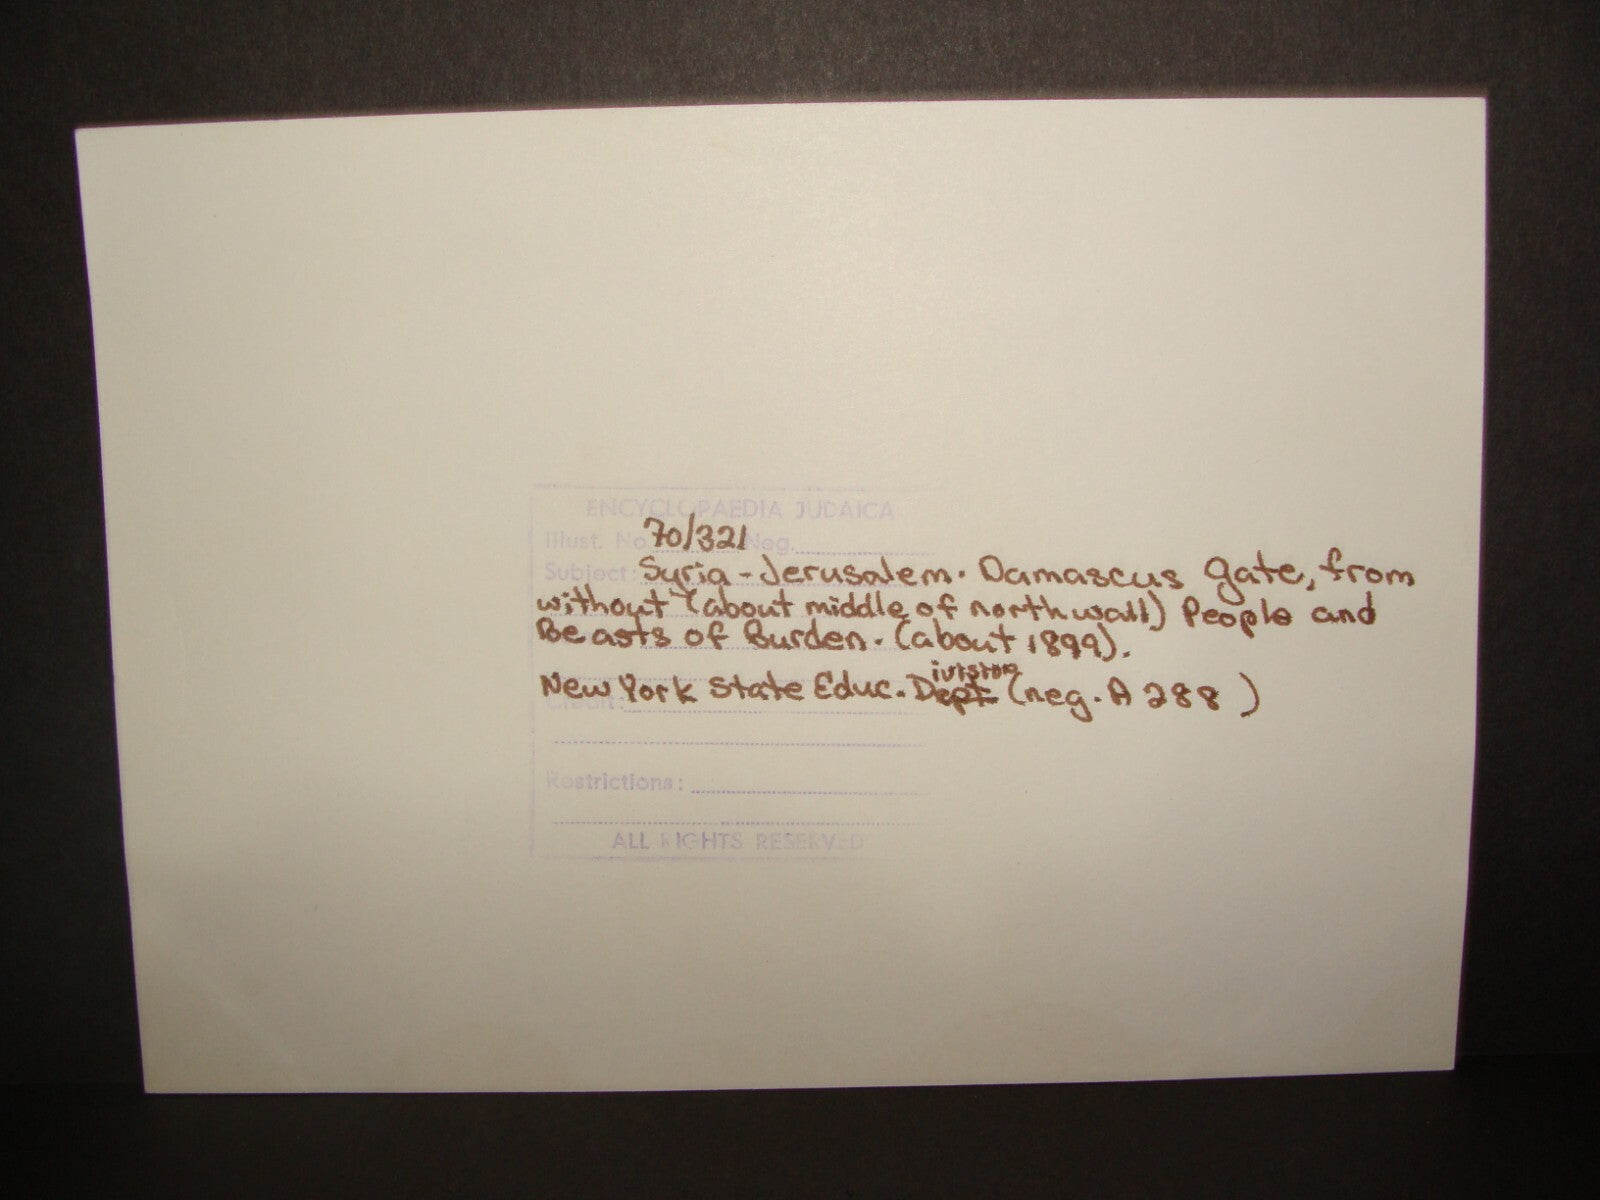 ENCYCLOPAEDIA JUDAICA
Illust. No. 70/321 Neg.
Subject: Syria - Jerusalem. Damascus Gate, from
without (about middle of north wall) People and
Beasts of Burden. (about 1899).
New York State Educ. Division (neg. A 288)
Credit:
Restrictions:
ALL RIGHTS RESERVED